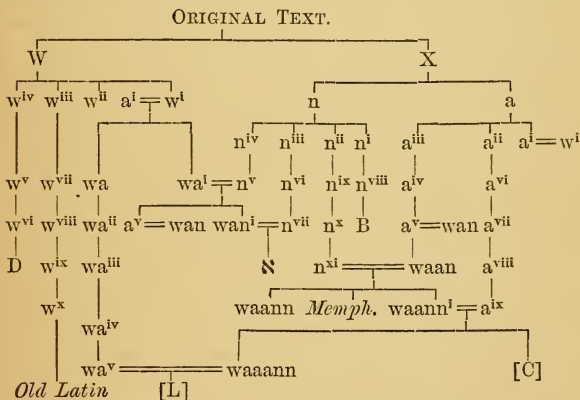 ORIGINAL TEXT.
W X
wiv wiii wii ai wi n a
niv niii nii ni aiii aii ai wi
wv wvii wa wai nv nvi nix nviii aiv avi
wvi wviii waii av wan wani nvii nx B av wan avii
D wix waiii ℵ nxi waan aviii
wx waann Memph. waanni aix
waiv
wav waaann [C]
Old Latin [L]